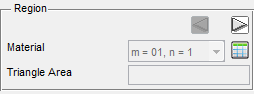 Region
Material m = 01, n = 1
Triangle Area